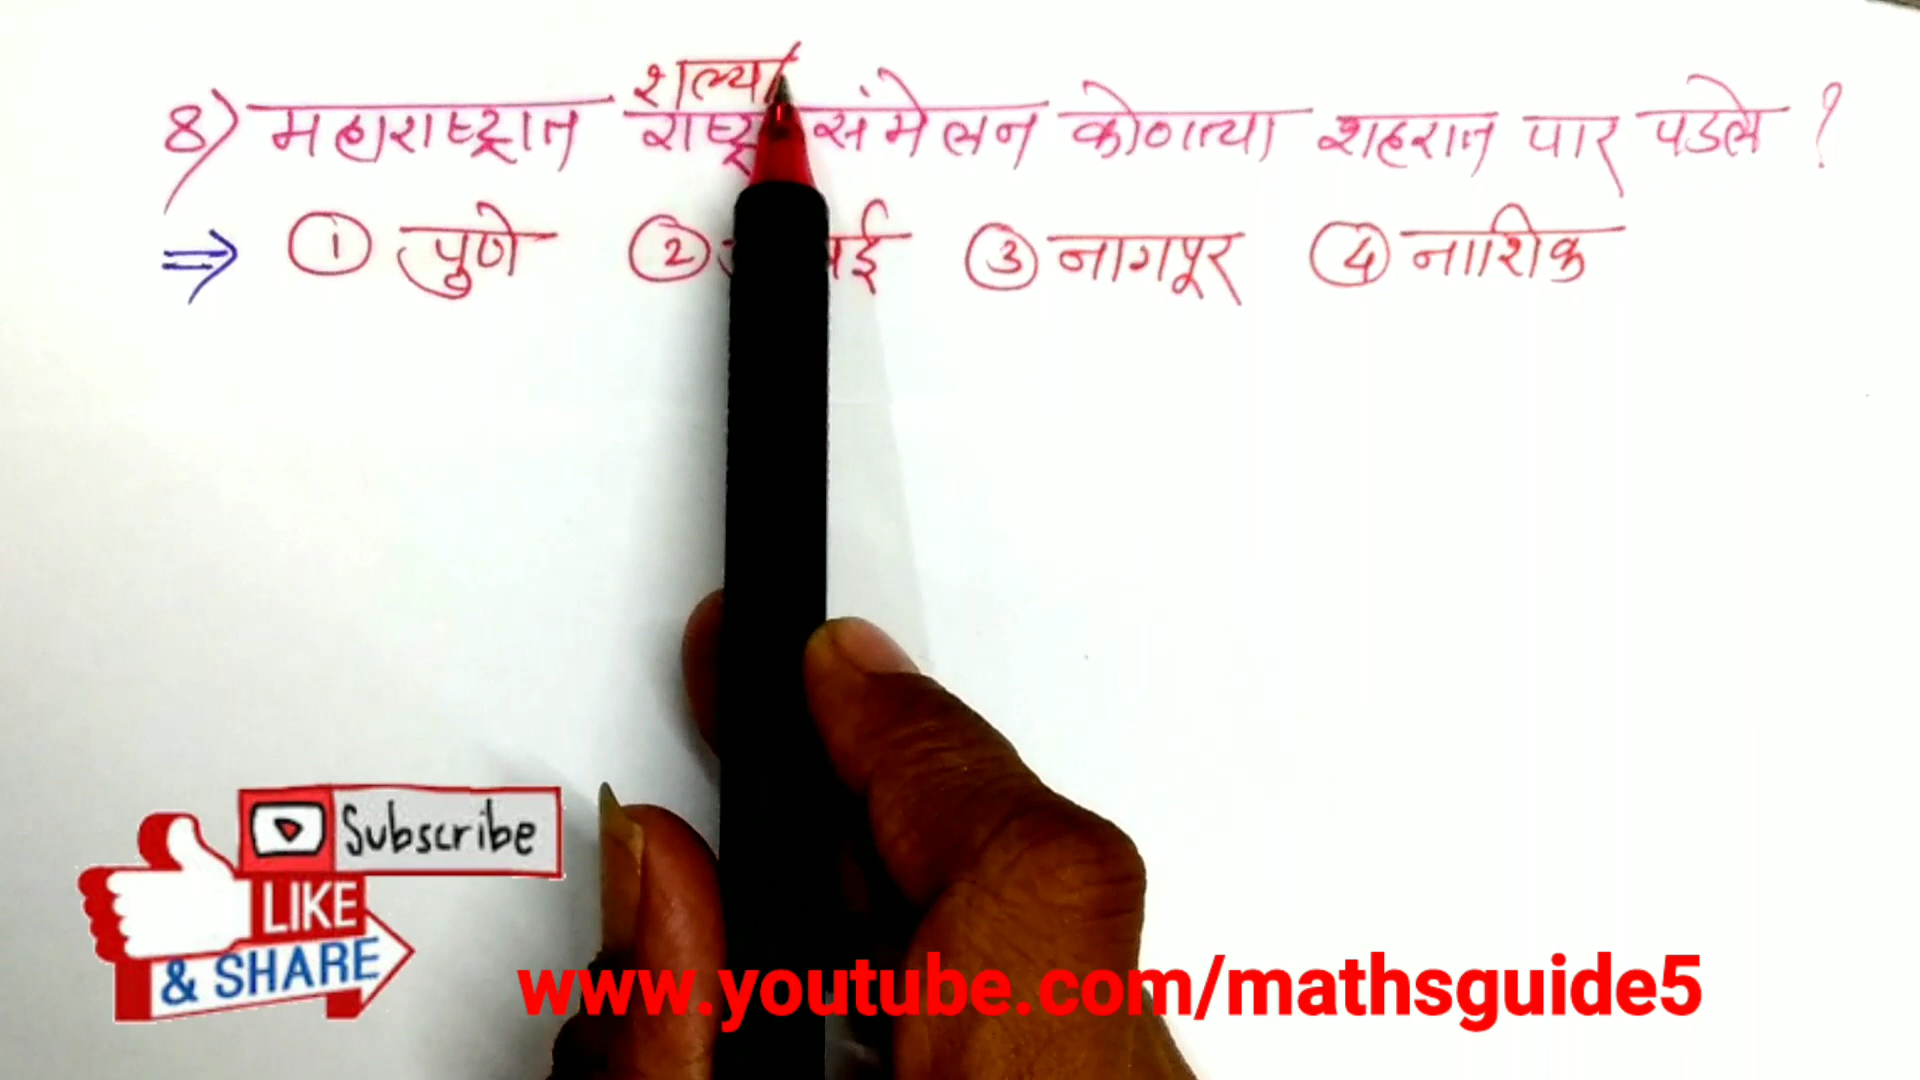 शल्या
8) महाराष्ट्रात राष्ट्र संमेलन कोणत्या शहरात पार पडले ?
⇒ ① पुणे ② ③ नागपूर ④ नाशिक
Subscribe
LIKE
& SHARE
www.youtube.com/mathsguide5